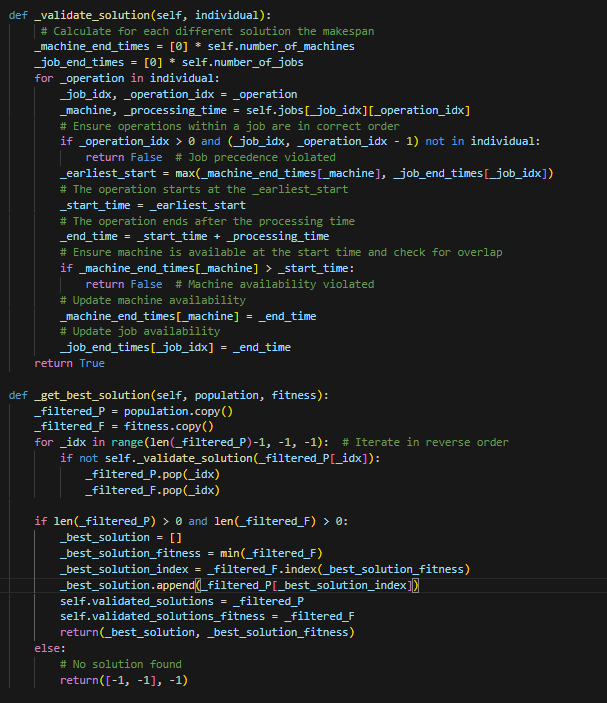 def _validate_solution(self, individual):
    # Calculate for each different solution the makespan
    _machine_end_times = [0] * self.number_of_machines
    _job_end_times = [0] * self.number_of_jobs
    for _operation in individual:
        _job_idx, _operation_idx = _operation
        _machine, _processing_time = self.jobs[_job_idx][_operation_idx]
        # Ensure operations within a job are in correct order
        if _operation_idx > 0 and (_job_idx, _operation_idx - 1) not in individual:
            return False  # Job precedence violated
        _earliest_start = max(_machine_end_times[_machine], _job_end_times[_job_idx])
        # The operation starts at the _earliest_start
        _start_time = _earliest_start
        # The operation ends after the processing time
        _end_time = _start_time + _processing_time
        # Ensure machine is available at the start time and check for overlap
        if _machine_end_times[_machine] > _start_time:
            return False  # Machine availability violated
        # Update machine availability
        _machine_end_times[_machine] = _end_time
        # Update job availability
        _job_end_times[_job_idx] = _end_time
    return True

def _get_best_solution(self, population, fitness):
    _filtered_P = population.copy()
    _filtered_F = fitness.copy()
    for _idx in range(len(_filtered_P)-1, -1, -1):  # Iterate in reverse order
        if not self._validate_solution(_filtered_P[_idx]):
            _filtered_P.pop(_idx)
            _filtered_F.pop(_idx)

    if len(_filtered_P) > 0 and len(_filtered_F) > 0:
        _best_solution = []
        _best_solution_fitness = min(_filtered_F)
        _best_solution_index = _filtered_F.index(_best_solution_fitness)
        _best_solution.append(_filtered_P[_best_solution_index])
        self.validated_solutions = _filtered_P
        self.validated_solutions_fitness = _filtered_F
        return(_best_solution, _best_solution_fitness)
    else:
        # No solution found
        return([-1, -1], -1)